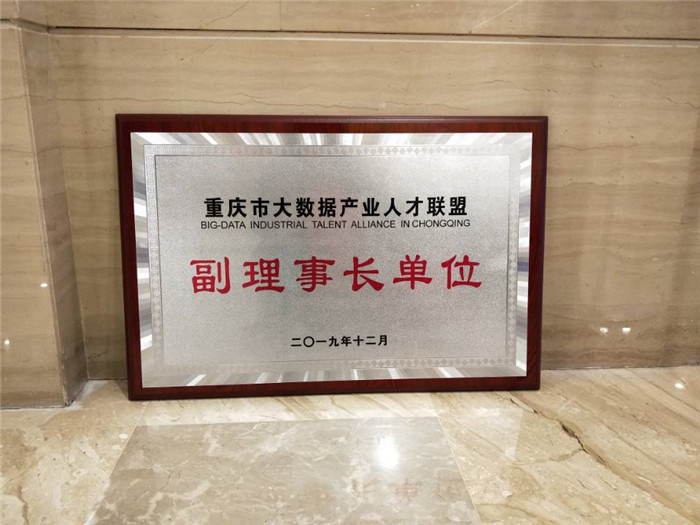 重庆市大数据产业人才联盟
BIG-DATA INDUSTRIAL TALENT ALLIANCE IN CHONGQING
副理事长单位
二〇一九年十二月